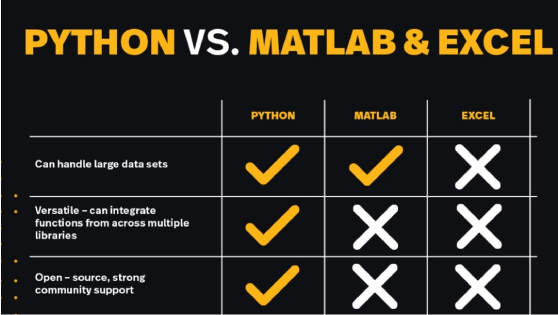 PYTHON VS. MATLAB & EXCEL
PYTHON MATLAB EXCEL
Can handle large data sets
Versatile – can integrate
functions from across multiple
libraries
Open – source, strong
community support